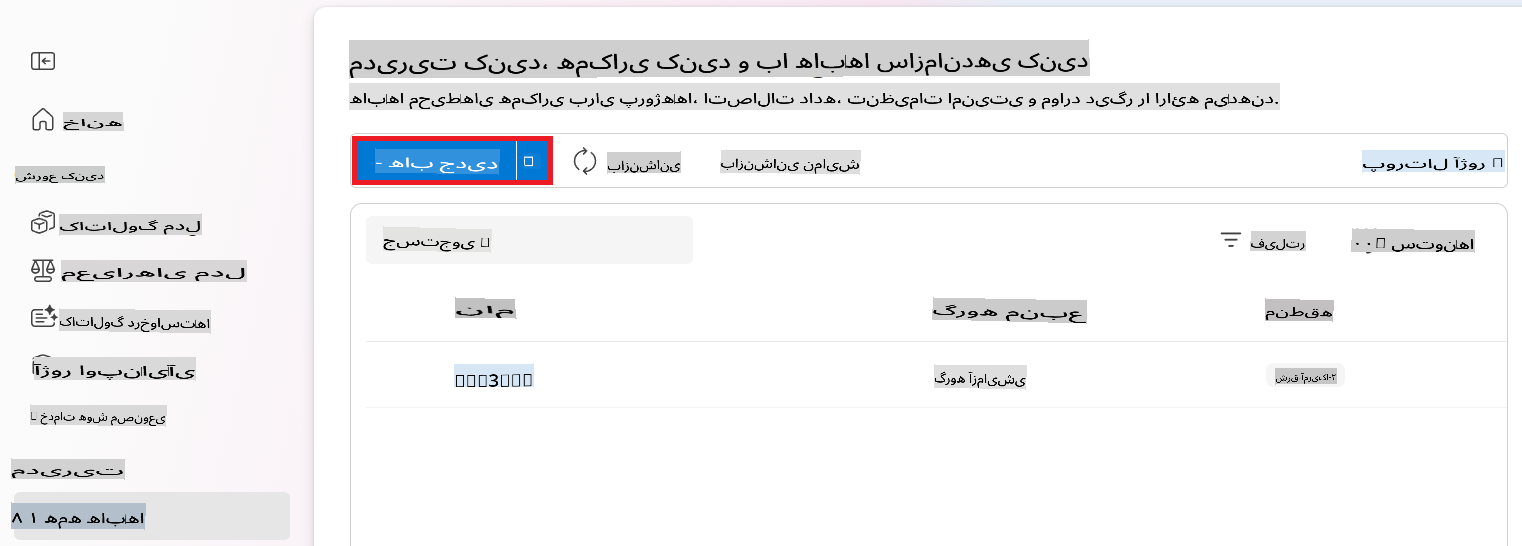 مدیریت کنید، همکاری کنید و با هاب‌ها سازماندهی کنید
هاب‌ها محیط‌های همکاری برای پروژه‌ها، اتصالات داده، تنظیمات امنیتی و موارد دیگر را ارائه می‌دهند.
خانه
شروع کنید
کاتالوگ مدل
معیارهای مدل
کاتالوگ درخواست‌ها
آژور اوپن‌ای‌آی
خدمات هوش مصنوعی
مدیریت
۸ ۱ همه هاب‌ها
- هاب جدید
بازنشانی
بازنشانی نمایش
پورتال آژور
جستجوی
فیلتر
ستون‌ها
نام
گروه منبع
منطقه
3
گروه آزمایشی
شرق‌آمریکا-۲